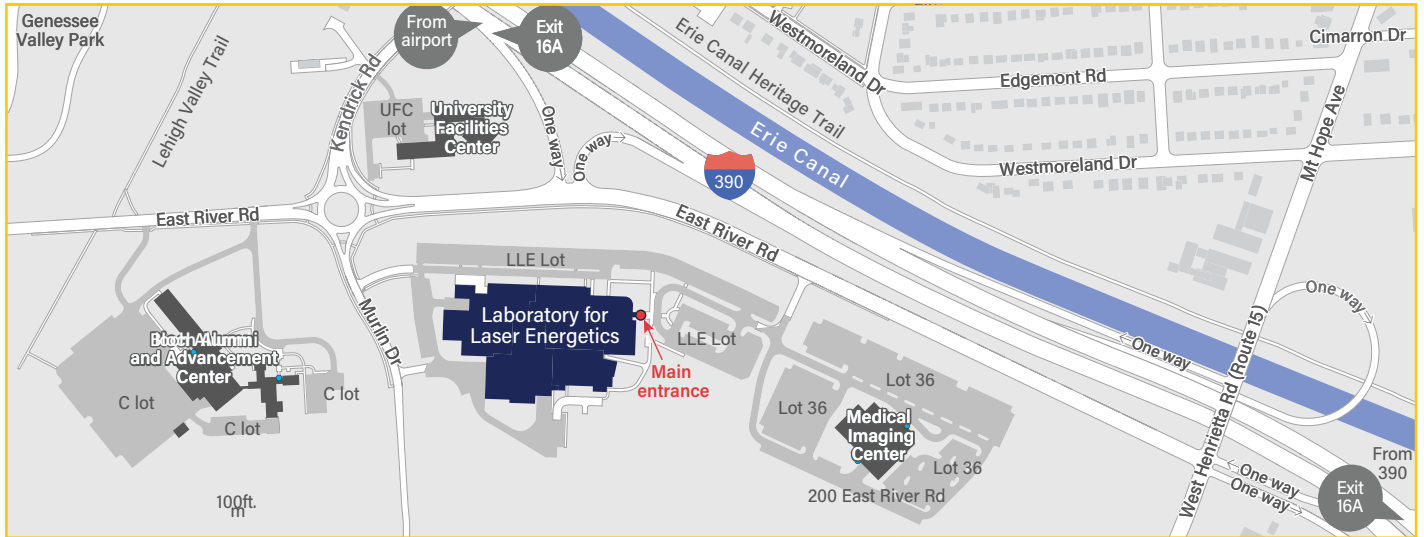 Genessee
Valley Park
Lehigh Valley Trail
Kendrick Rd
From
airport
Exit
16A
UFC
lot
University
Facilities
Center
One way
One way
Erie Canal Heritage Trail
Erie Canal
390
Westmoreland Dr
Edgemont Rd
Cimarron Dr
Westmoreland Dr
Mt Hope Ave
East River Rd
East River Rd
LLE Lot
Laboratory for
Laser Energetics
LLE Lot
Main
entrance
Murlin Dr
Alumni
and Advancement
Center
C lot
C lot
C lot
100ft.
m
Lot 36
Lot 36
Medical
Imaging
Center
Lot 36
200 East River Rd
One way
One way
West Henrietta Rd (Route 15)
One way
One way
From
390
Exit
16A